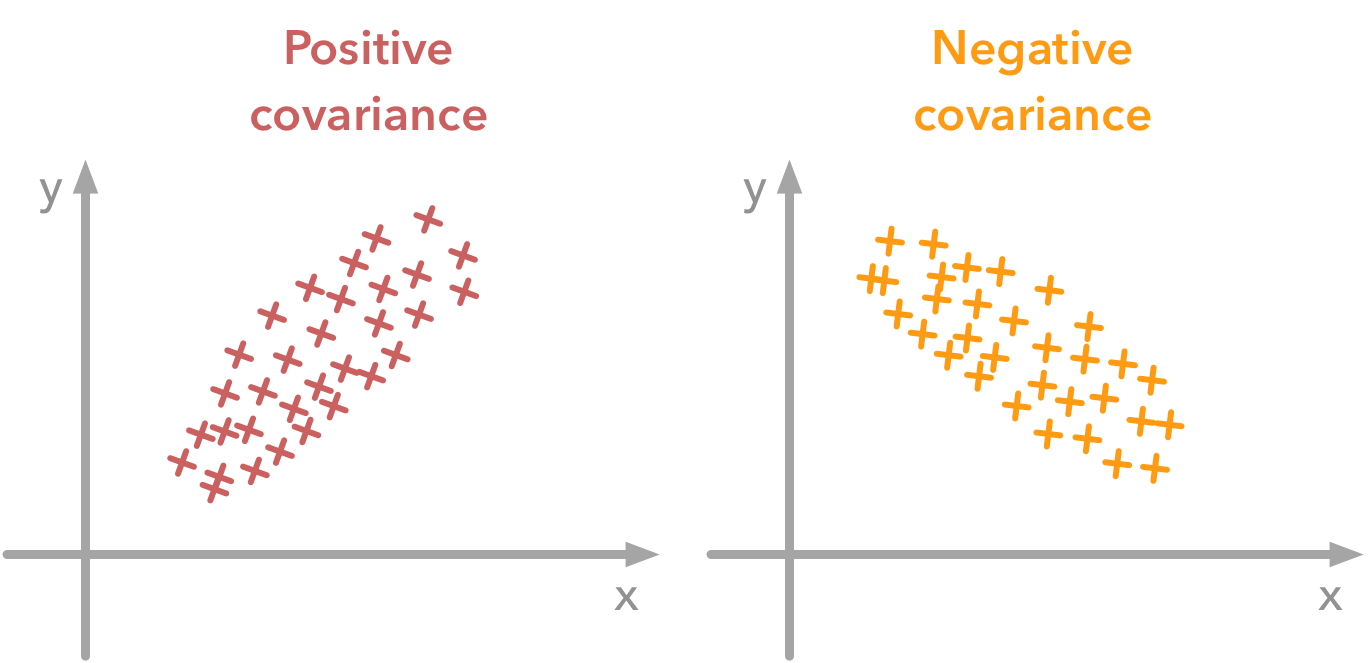 Positive
covariance
Negative
covariance
y
x
y
x